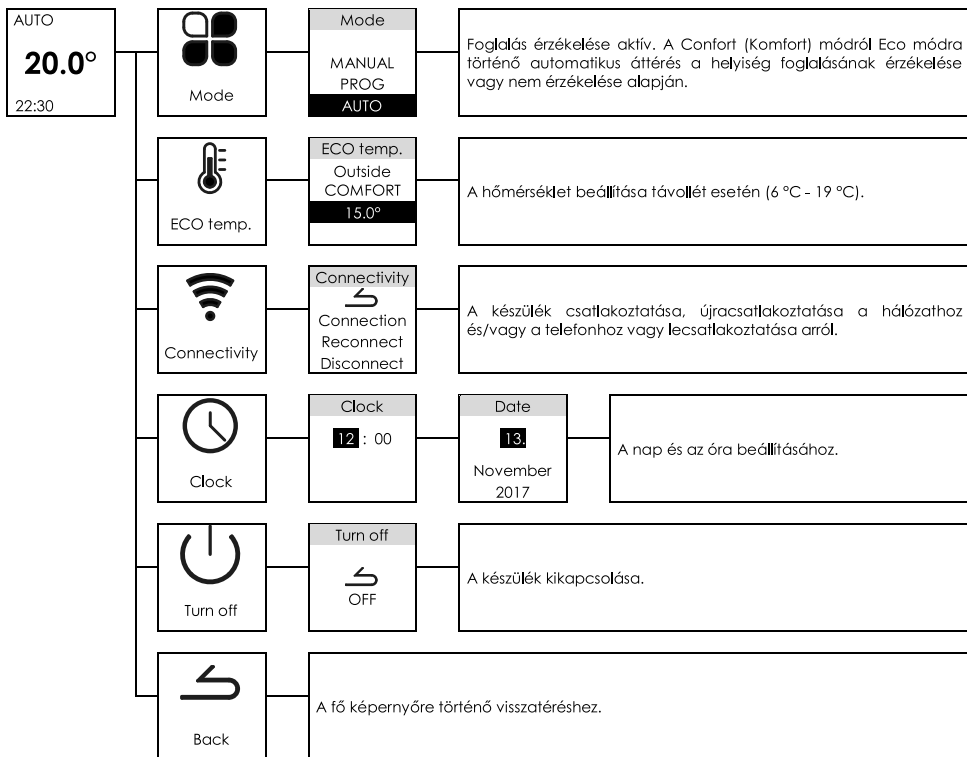 AUTO
20.0°
22:30
Mode
Mode
MANUAL
PROG
AUTO
Foglalás érzékelése aktív. A Confort (Komfort) módról Eco módra
történő automatikus áttérés a helyiség foglalásának érzékelése
vagy nem érzékelése alapján.
ECO temp.
ECO temp.
Outside
COMFORT
15.0°
A hőmérséklet beállítása távollét esetén (6 °C - 19 °C).
Connectivity
Connectivity
Connection
Reconnect
Disconnect
A készülék csatlakoztatása, újracsatlakoztatása a hálózathoz
és/vagy a telefonhoz vagy lecsatlakoztatása arról.
Clock
Clock
12 : 00
Date
13.
November
2017
A nap és az óra beállításához.
Turn off
Turn off
OFF
A készülék kikapcsolása.
Back
A fő képernyőre történő visszatéréshez.